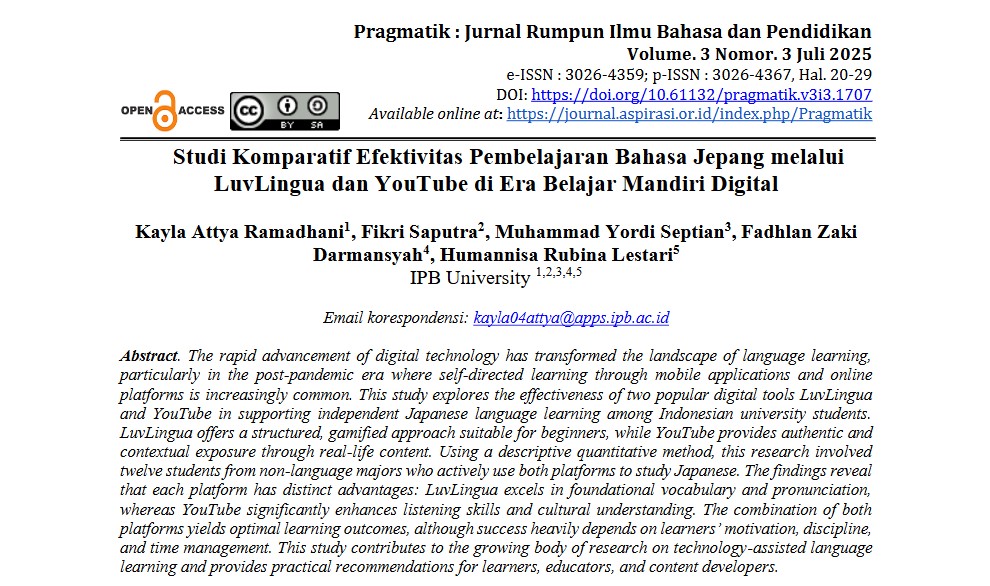 Pragmatik : Jurnal Rumpun Ilmu Bahasa dan Pendidikan
Volume. 3 Nomor. 3 Juli 2025
e-ISSN : 3026-4359; p-ISSN : 3026-4367, Hal. 20-29
DOI: https://doi.org/10.61132/pragmatik.v3i3.1707
Available online at: https://journal.aspirasi.or.id/index.php/Pragmatik
OPEN ACCESS
cc BY SA
Studi Komparatif Efektivitas Pembelajaran Bahasa Jepang melalui
LuvLingua dan YouTube di Era Belajar Mandiri Digital
Kayla Attya Ramadhani1, Fikri Saputra2, Muhammad Yordi Septian3, Fadhlan Zaki
Darmansyah4, Humannisa Rubina Lestari5
IPB University 1,2,3,4,5
Email korespondensi: kayla04attya@apps.ipb.ac.id
Abstract. The rapid advancement of digital technology has transformed the landscape of language learning,
particularly in the post-pandemic era where self-directed learning through mobile applications and online
platforms is increasingly common. This study explores the effectiveness of two popular digital tools LuvLingua
and YouTube in supporting independent Japanese language learning among Indonesian university students.
LuvLingua offers a structured, gamified approach suitable for beginners, while YouTube provides authentic and
contextual exposure through real-life content. Using a descriptive quantitative method, this research involved
twelve students from non-language majors who actively use both platforms to study Japanese. The findings reveal
that each platform has distinct advantages: LuvLingua excels in foundational vocabulary and pronunciation,
whereas YouTube significantly enhances listening skills and cultural understanding. The combination of both
platforms yields optimal learning outcomes, although success heavily depends on learners’ motivation, discipline,
and time management. This study contributes to the growing body of research on technology-assisted language
learning and provides practical recommendations for learners, educators, and content developers.